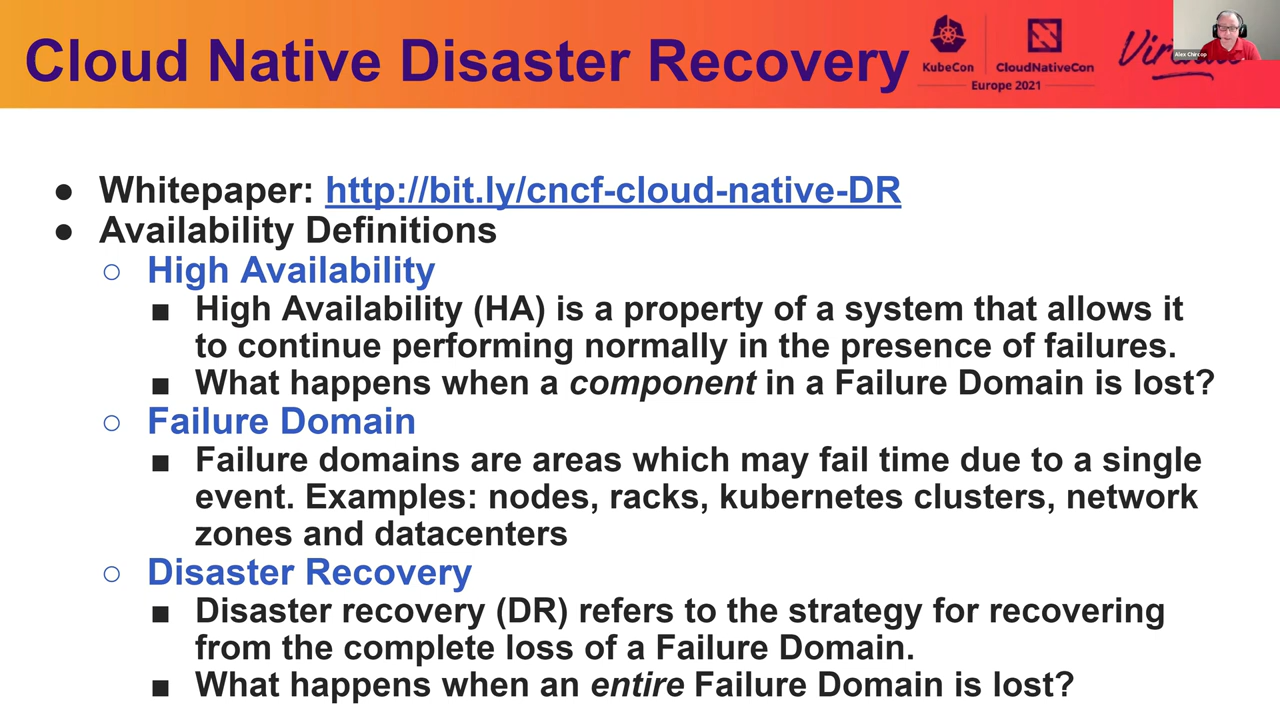 Cloud Native Disaster Recovery
KubeCon
CloudNativeCon
Europe 2021
Alex Chircop
● Whitepaper: http://bit.ly/cncf-cloud-native-DR
● Availability Definitions
○ High Availability
■ High Availability (HA) is a property of a system that allows it
to continue performing normally in the presence of failures.
■ What happens when a component in a Failure Domain is lost?
○ Failure Domain
■ Failure domains are areas which may fail time due to a single
event. Examples: nodes, racks, kubernetes clusters, network
zones and datacenters
○ Disaster Recovery
■ Disaster recovery (DR) refers to the strategy for recovering
from the complete loss of a Failure Domain.
■ What happens when an entire Failure Domain is lost?